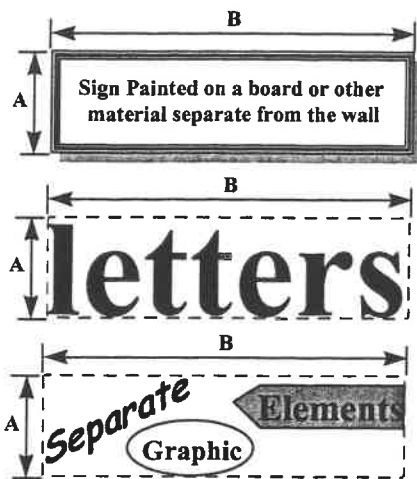 B
A
Sign Painted on a board or other
material separate from the wall
B
A
letters
B
A
Separate
Elements
Graphic